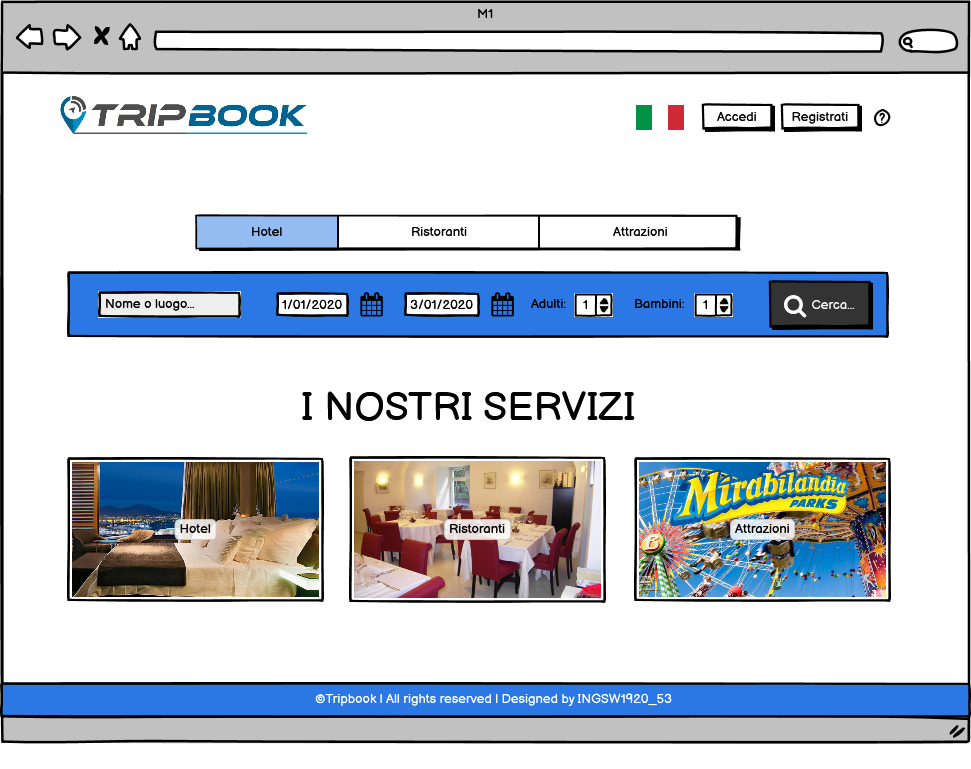 M1
TRIPBOOK
Accedi
Registrati
?
Hotel
Ristoranti
Attrazioni
Nome o luogo...
1/01/2020
3/01/2020
Adulti:
1
Bambini:
1
Cerca...
I NOSTRI SERVIZI
Mirabilandia
PARKS
Hotel
Ristoranti
Attrazioni
©Tripbook | All rights reserved | Designed by INGSW1920_53